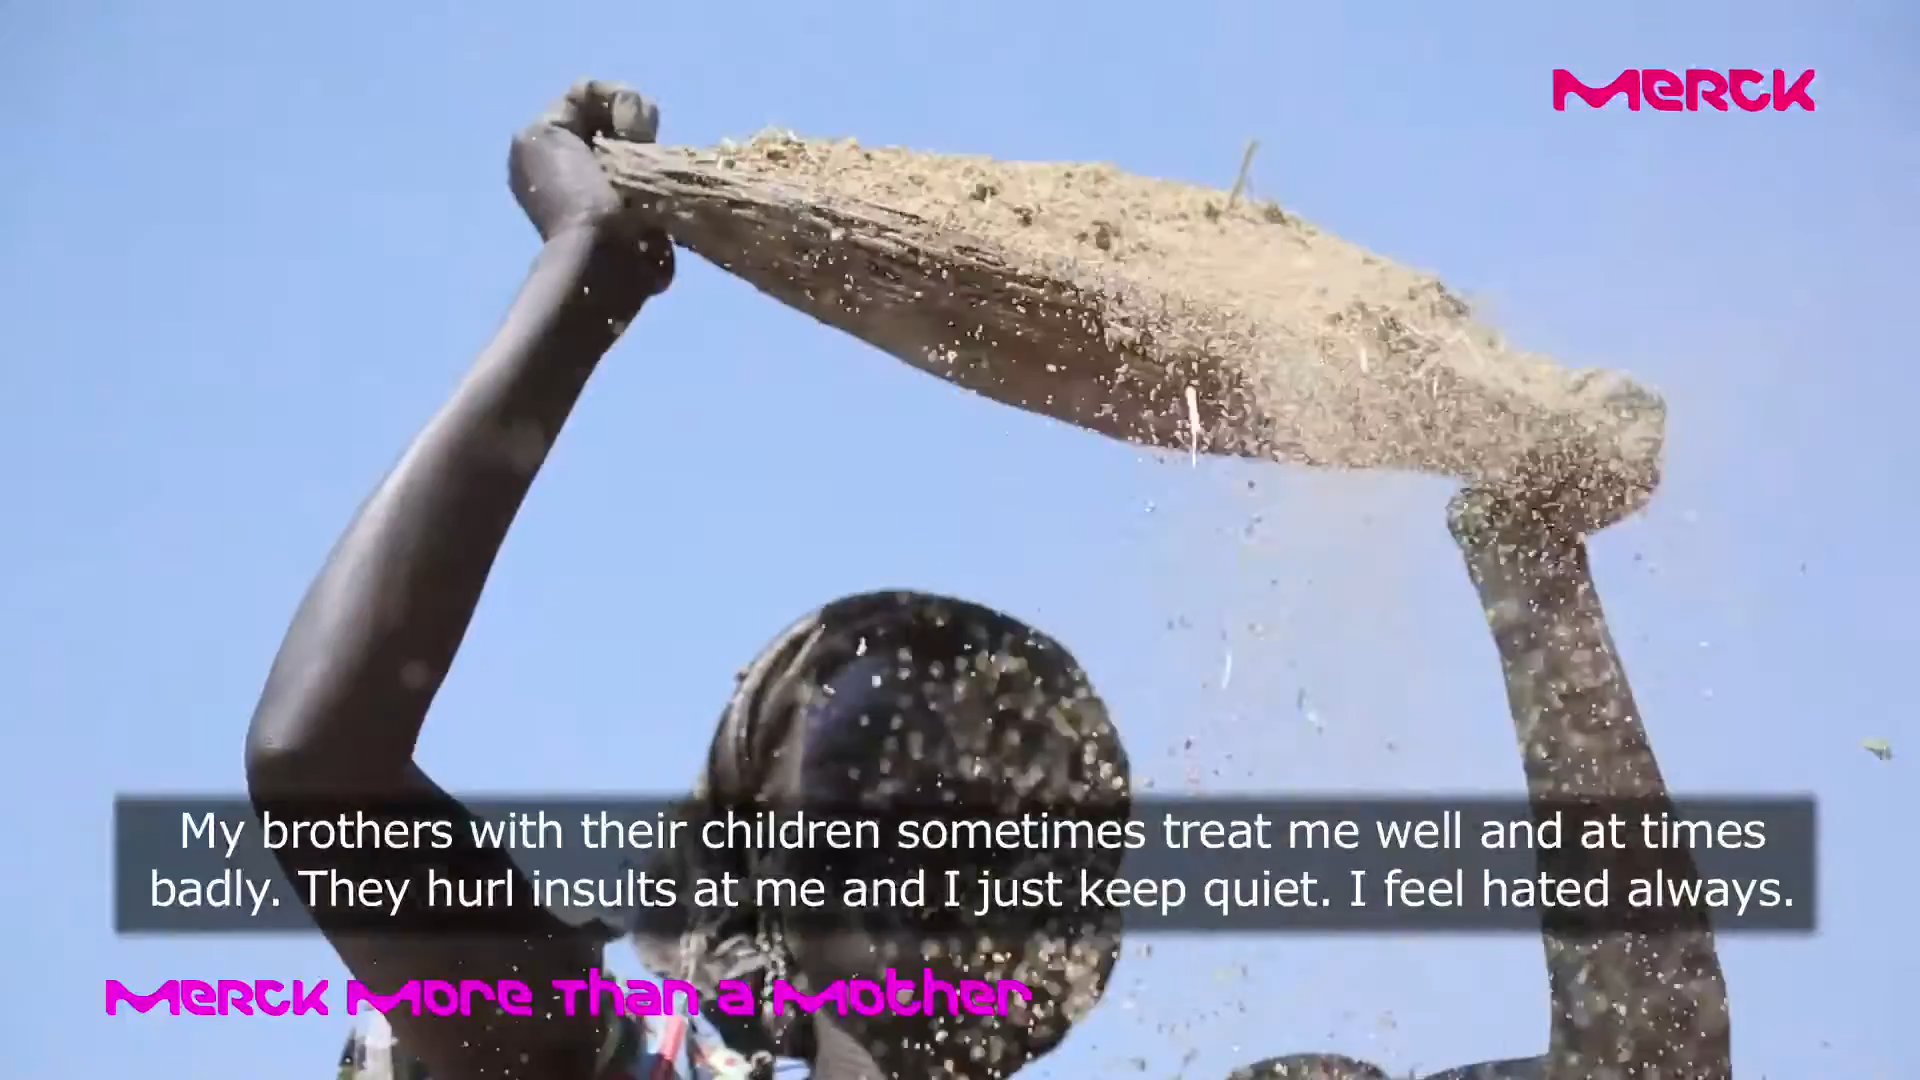 MERCK
My brothers with their children sometimes treat me well and at times
badly. They hurl insults at me and I just keep quiet. I feel hated always.
Merck More Than a Mother